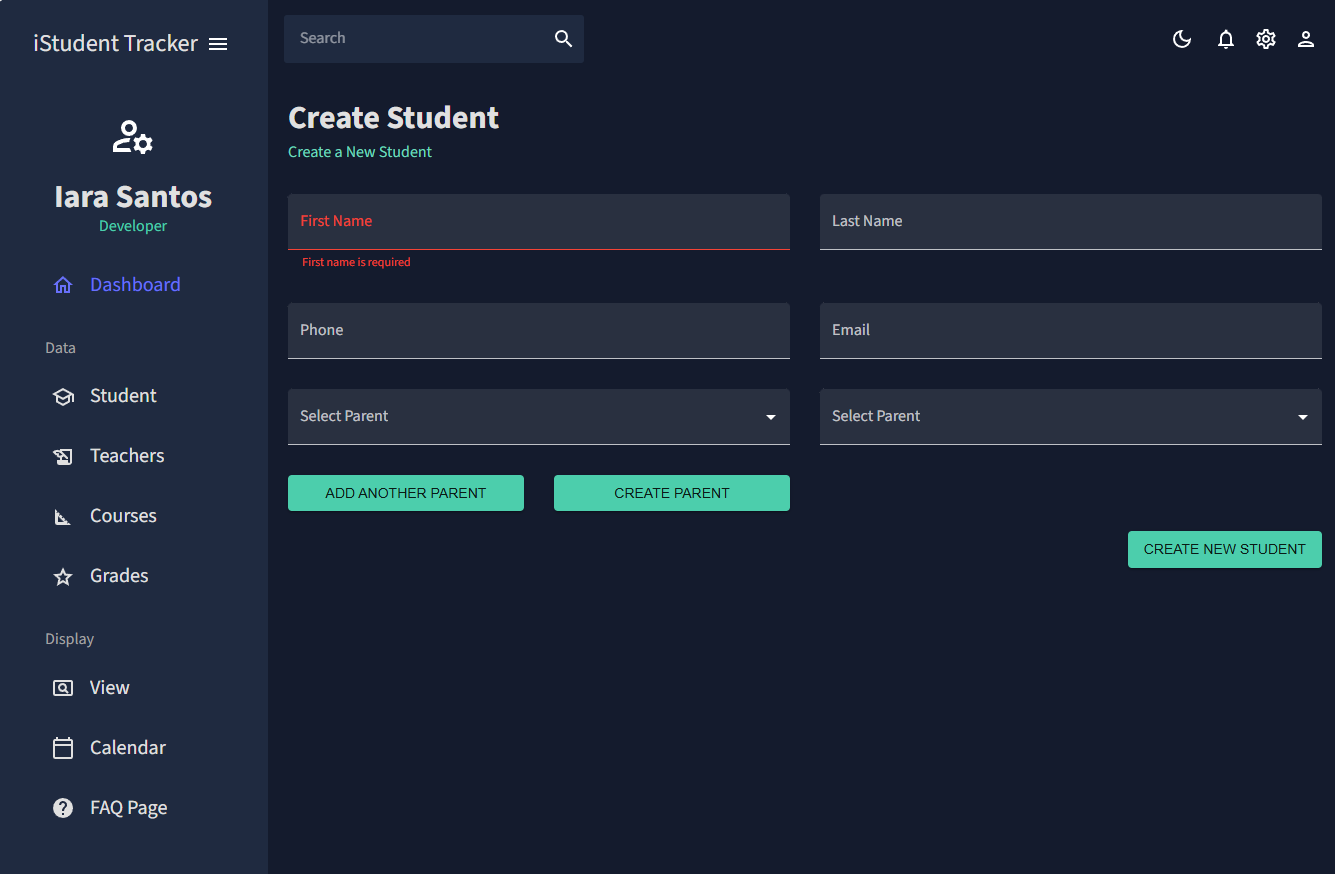 iStudent Tracker
Search
Iara Santos
Developer
Dashboard
Data
Student
Teachers
Courses
Grades
Display
View
Calendar
FAQ Page
Create Student
Create a New Student
First Name
Last Name
First name is required
Phone
Email
Select Parent
Select Parent
ADD ANOTHER PARENT
CREATE PARENT
CREATE NEW STUDENT